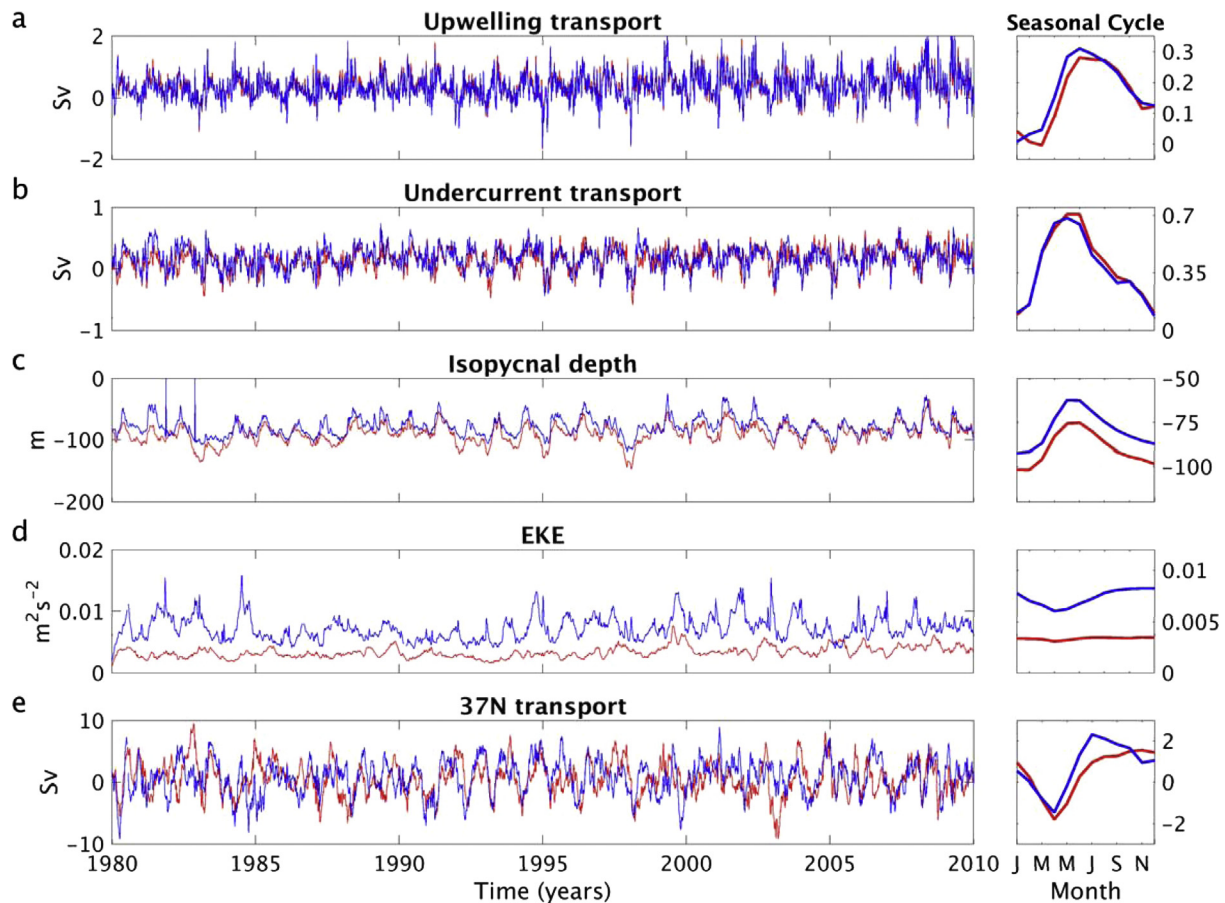 a
Upwelling transport
Seasonal Cycle
2
0
-2
Sv
0.3
0.2
0.1
0
b
Undercurrent transport
1
0
-1
Sv
0.7
0.35
0
c
Isopycnal depth
0
-100
-200
m
-50
-75
-100
d
EKE
0.02
0.01
0
m²s⁻²
0.01
0.005
0
e
37N transport
10
0
-10
Sv
2
0
-2
1980 1985 1990 1995 2000 2005 2010
Time (years)
J M M J S N
Month